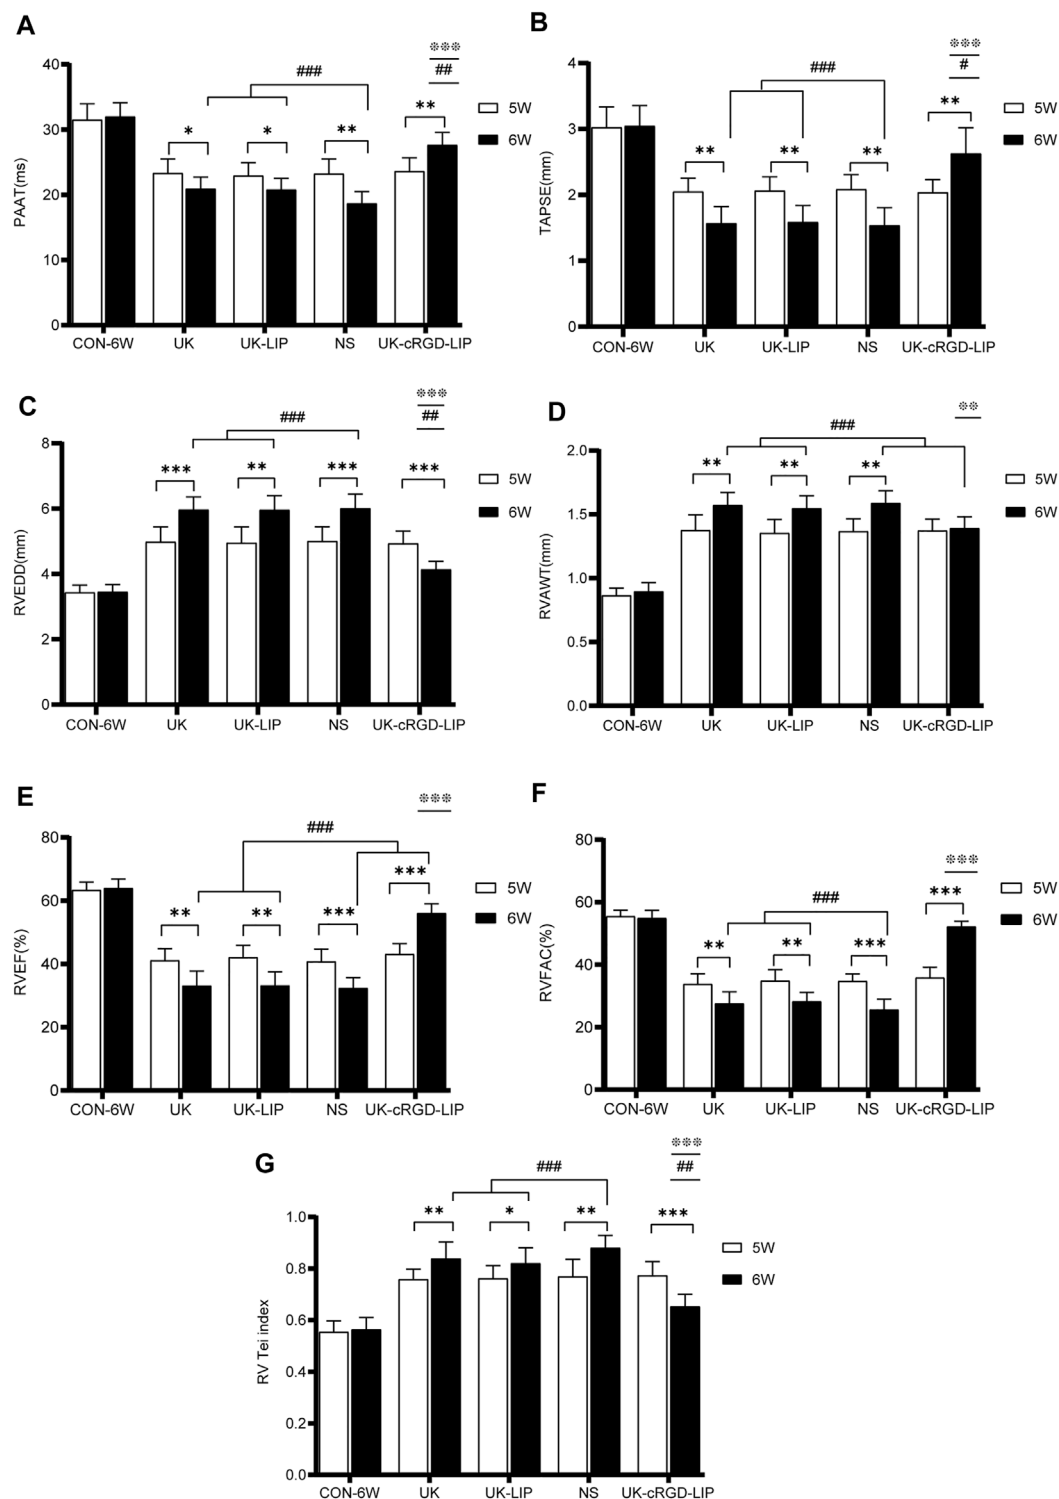 A
※※※
##
###
**
* * **
5W
6W
PAAT(ms)
40
30
20
10
0
CON-6W UK UK-LIP NS UK-cRGD-LIP
B
※※※
#
###
**
** ** **
5W
6W
TAPSE(mm)
4
3
2
1
0
CON-6W UK UK-LIP NS UK-cRGD-LIP
C
※※※
##
###
*** ** *** ***
5W
6W
RVEDD(mm)
8
6
4
2
0
CON-6W UK UK-LIP NS UK-cRGD-LIP
D
※※
###
** ** **
5W
6W
RVAWT(mm)
2.0
1.5
1.0
0.5
0.0
CON-6W UK UK-LIP NS UK-cRGD-LIP
E
※※※
###
***
** ** ***
5W
6W
RVEF(%)
80
60
40
20
0
CON-6W UK UK-LIP NS UK-cRGD-LIP
F
※※※
###
***
** ** ***
5W
6W
RVFAC(%)
80
60
40
20
0
CON-6W UK UK-LIP NS UK-cRGD-LIP
G
※※※
##
###
** * ** ***
5W
6W
RV Tei index
1.0
0.8
0.6
0.4
0.2
0.0
CON-6W UK UK-LIP NS UK-cRGD-LIP